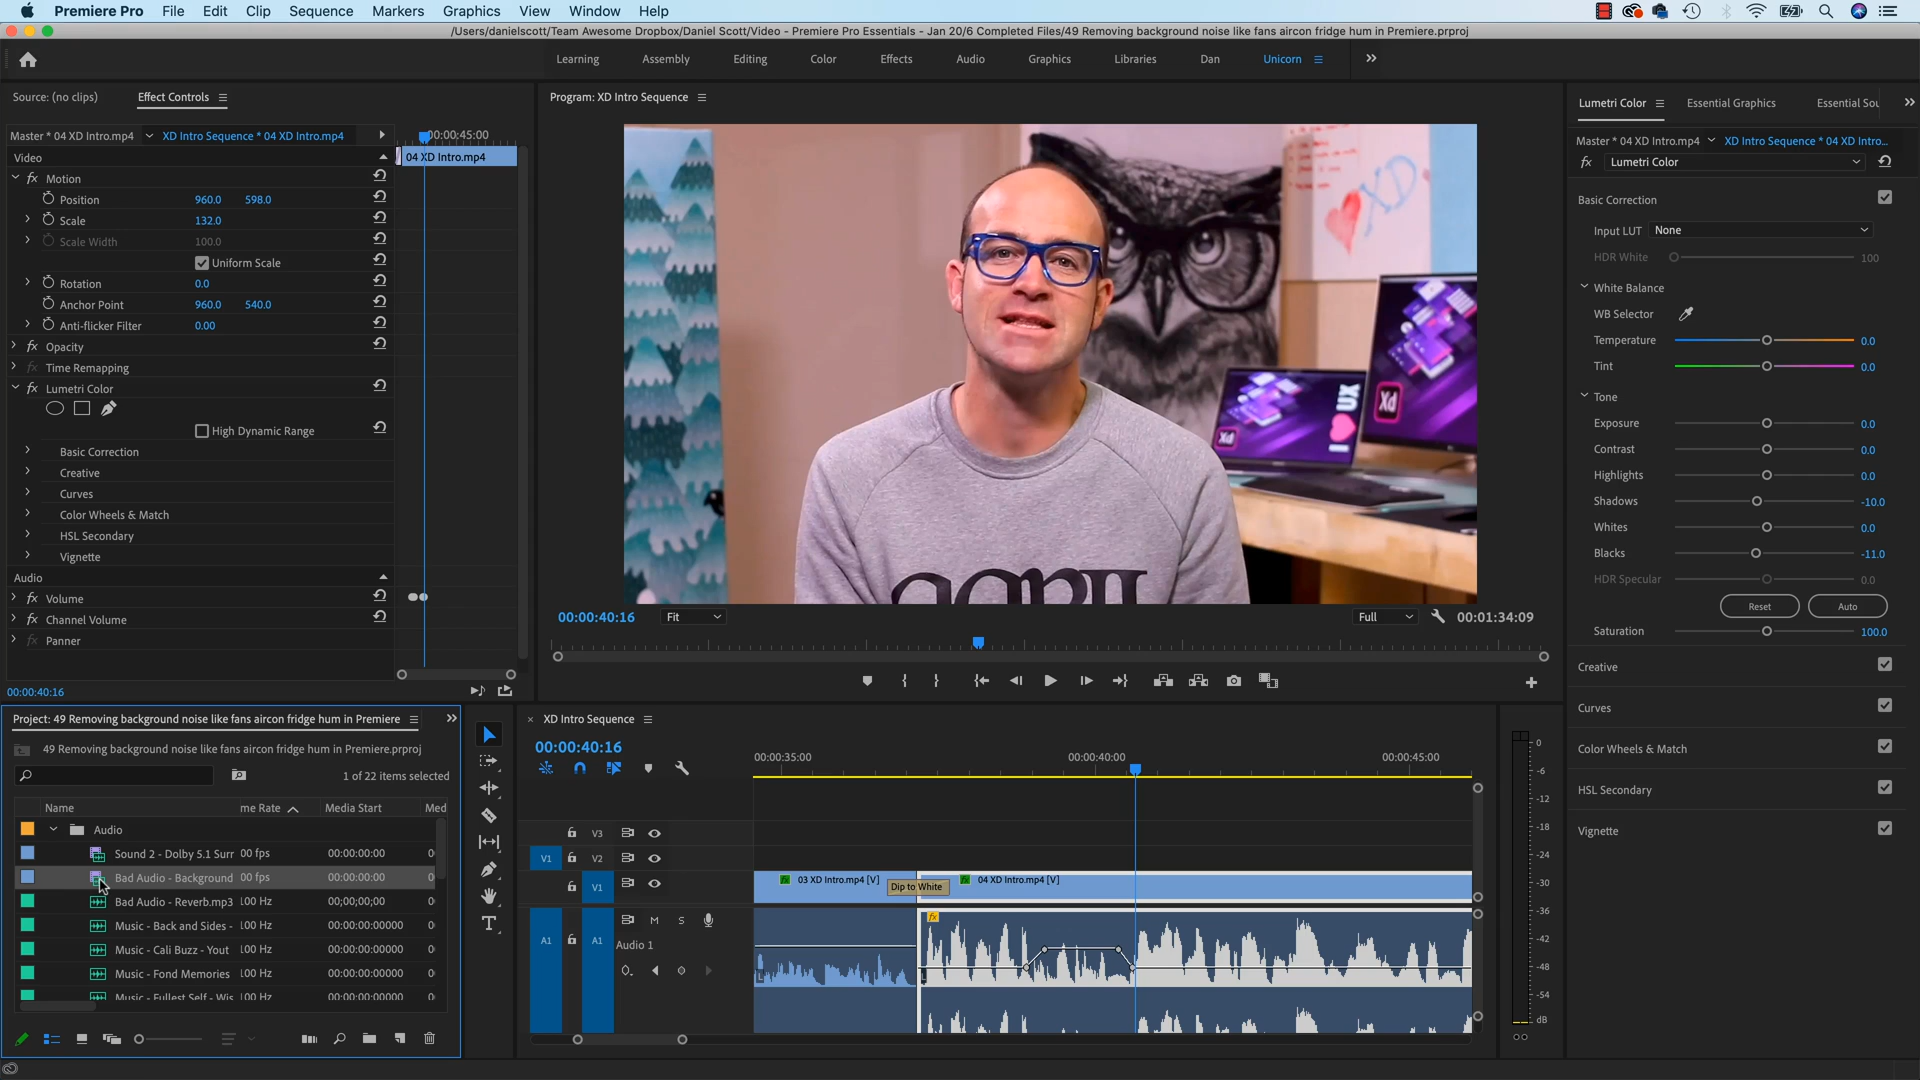 Premiere Pro File Edit Clip Sequence Markers Graphics View Window Help
/Users/danielscott/Team Awesome Dropbox/Daniel Scott/Video - Premiere Pro Essentials - Jan 20/6 Completed Files/49 Removing background noise like fans aircon fridge hum in Premiere.prproj
Learning Assembly Editing Color Effects Audio Graphics Libraries Dan Unicorn
Source: (no clips) Effect Controls
Master * 04 XD Intro.mp4 XD Intro Sequence * 04 XD Intro.mp4
00:00:45:00
Video
04 XD Intro.mp4
fx Motion
Position 960.0 598.0
Scale 132.0
Scale Width 100.0
Uniform Scale
Rotation 0.0
Anchor Point 960.0 540.0
Anti-flicker Filter 0.00
fx Opacity
fx Time Remapping
fx Lumetri Color
High Dynamic Range
Basic Correction
Creative
Curves
Color Wheels & Match
HSL Secondary
Vignette
Audio
fx Volume
fx Channel Volume
fx Panner
00:00:40:16
Program: XD Intro Sequence
XD
Xd
UX
Xd
00:00:40:16 Fit Full 00:01:34:09
Lumetri Color Essential Graphics Essential Sou
Master * 04 XD Intro.mp4 XD Intro Sequence * 04 XD Intro...
fx Lumetri Color
Basic Correction
Input LUT None
HDR White 100
White Balance
WB Selector
Temperature 0.0
Tint 0.0
Tone
Exposure 0.0
Contrast 0.0
Highlights 0.0
Shadows -10.0
Whites 0.0
Blacks -11.0
HDR Specular 0.0
Reset Auto
Saturation 100.0
Creative
Curves
Color Wheels & Match
HSL Secondary
Vignette
Project: 49 Removing background noise like fans aircon fridge hum in Premiere
49 Removing background noise like fans aircon fridge hum in Premiere.prproj
1 of 22 items selected
Name me Rate Media Start Med
Audio
Sound 2 - Dolby 5.1 Surr 00 fps 00:00:00:00 0
Bad Audio - Background 00 fps 00:00:00:00 0
Bad Audio - Reverb.mp3 00 Hz 00;00;00;00 0
Music - Back and Sides - 00 Hz 00:00:00:00000 0
Music - Cali Buzz - Yout 00 Hz 00:00:00:00000 0
Music - Fond Memories 00 Hz 00:00:00:00000 0
Music - Fullest Self - Wis 00 Hz 00:00:00:00000 0
XD Intro Sequence
00:00:40:16
00:00:35:00 00:00:40:00 00:00:45:00
V3
V1 V2
V1
03 XD Intro.mp4 [V] Dip to White 04 XD Intro.mp4 [V]
M S
A1 A1 Audio 1
fx
0
-6
-12
-18
-24
-30
-36
-42
-48
-54
dB